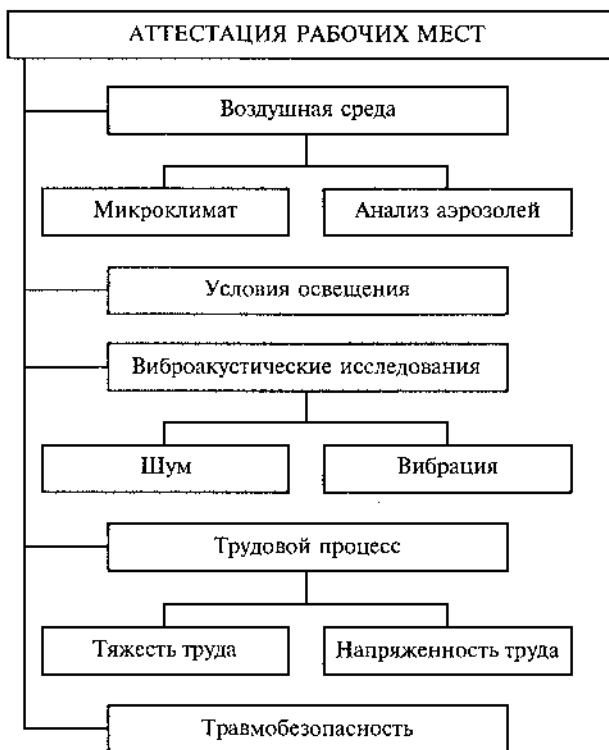 АТТЕСТАЦИЯ РАБОЧИХ МЕСТ
Воздушная среда
Микроклимат
Анализ аэрозолей
Условия освещения
Виброакустические исследования
Шум
Вибрация
Трудовой процесс
Тяжесть труда
Напряженность труда
Травмобезопасность